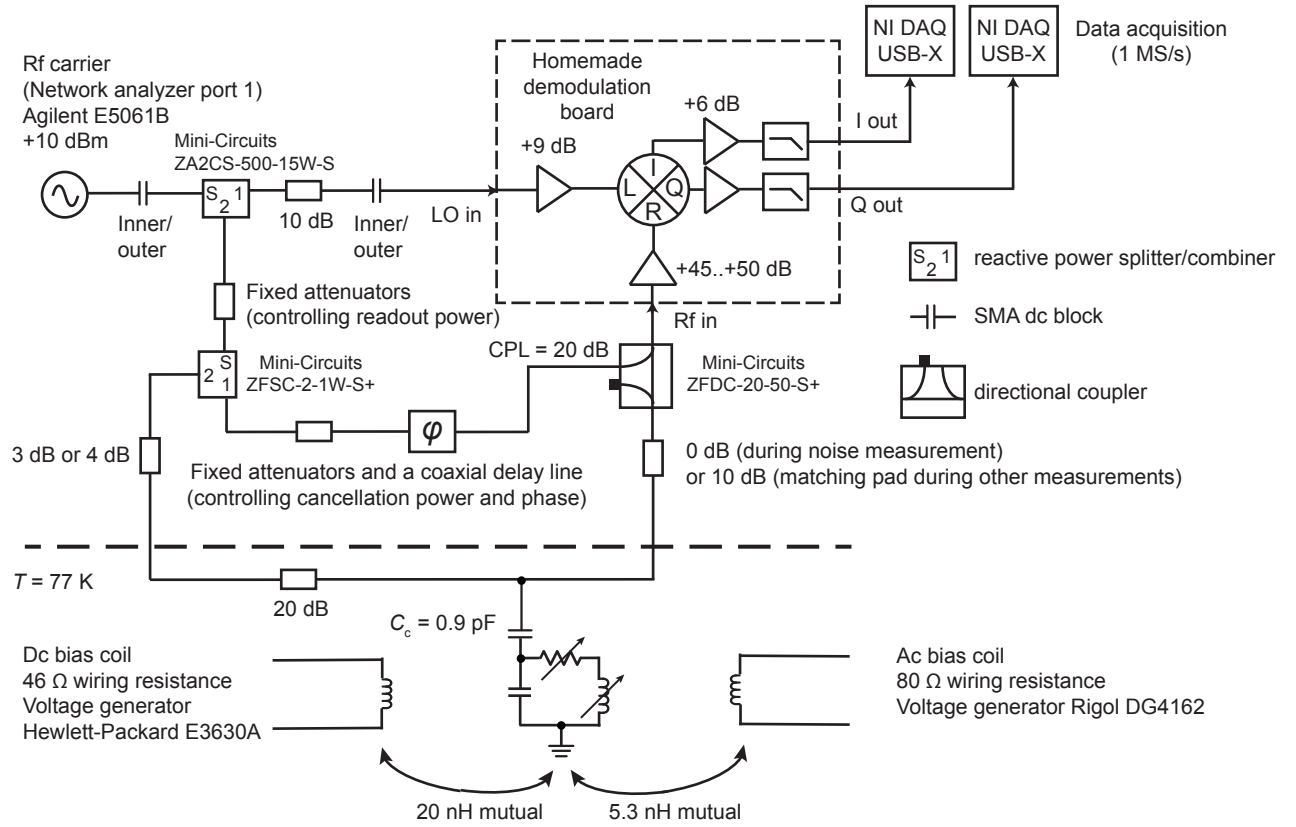 Rf carrier
(Network analyzer port 1)
Agilent E5061B
+10 dBm
Mini-Circuits
ZA2CS-500-15W-S
S 1
2
Inner/
outer
10 dB
Inner/
outer
LO in
Homemade
demodulation
board
+9 dB
+6 dB
L I Q R
+45..+50 dB
I out
Q out
NI DAQ
USB-X
NI DAQ
USB-X
Data acquisition
(1 MS/s)
S 1
2
reactive power splitter/combiner
SMA dc block
directional coupler
Fixed attenuators
(controlling readout power)
2 S
1
Mini-Circuits
ZFSC-2-1W-S+
Rf in
CPL = 20 dB
Mini-Circuits
ZFDC-20-50-S+
φ
3 dB or 4 dB
Fixed attenuators and a coaxial delay line
(controlling cancellation power and phase)
0 dB (during noise measurement)
or 10 dB (matching pad during other measurements)
T = 77 K
20 dB
Cc = 0.9 pF
Dc bias coil
46 Ω wiring resistance
Voltage generator
Hewlett-Packard E3630A
Ac bias coil
80 Ω wiring resistance
Voltage generator Rigol DG4162
20 nH mutual
5.3 nH mutual